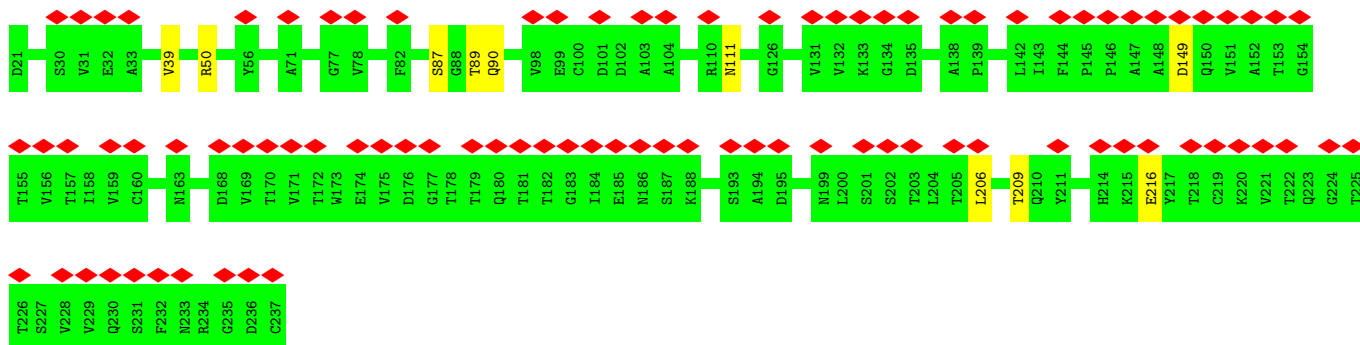 D21 S30 V31 E32 A33 V39 R50 Y56 A71 G77 V78 F82 S87 G88 T89 Q90 V98 E99 C100 D101 D102 A103 A104 R110 N111 G126 V131 V132 K133 G134 D135 A138 P139 L142 I143 F144 P145 P146 A147 A148 D149 Q150 V151 A152 T153 G154
T155 V156 T157 I158 V159 C160 N163 D168 V169 T170 V171 T172 W173 E174 V175 D176 G177 T178 T179 Q180 T181 T182 G183 I184 E185 N186 S187 K188 S193 A194 D195 N199 L200 S201 S202 T203 L204 T205 L206 T209 Q210 Y211 H214 K215 E216 Y217 T218 C219 K220 V221 T222 Q223 G224 T225
T226 S227 V228 V229 Q230 S231 F232 N233 R234 G235 D236 C237